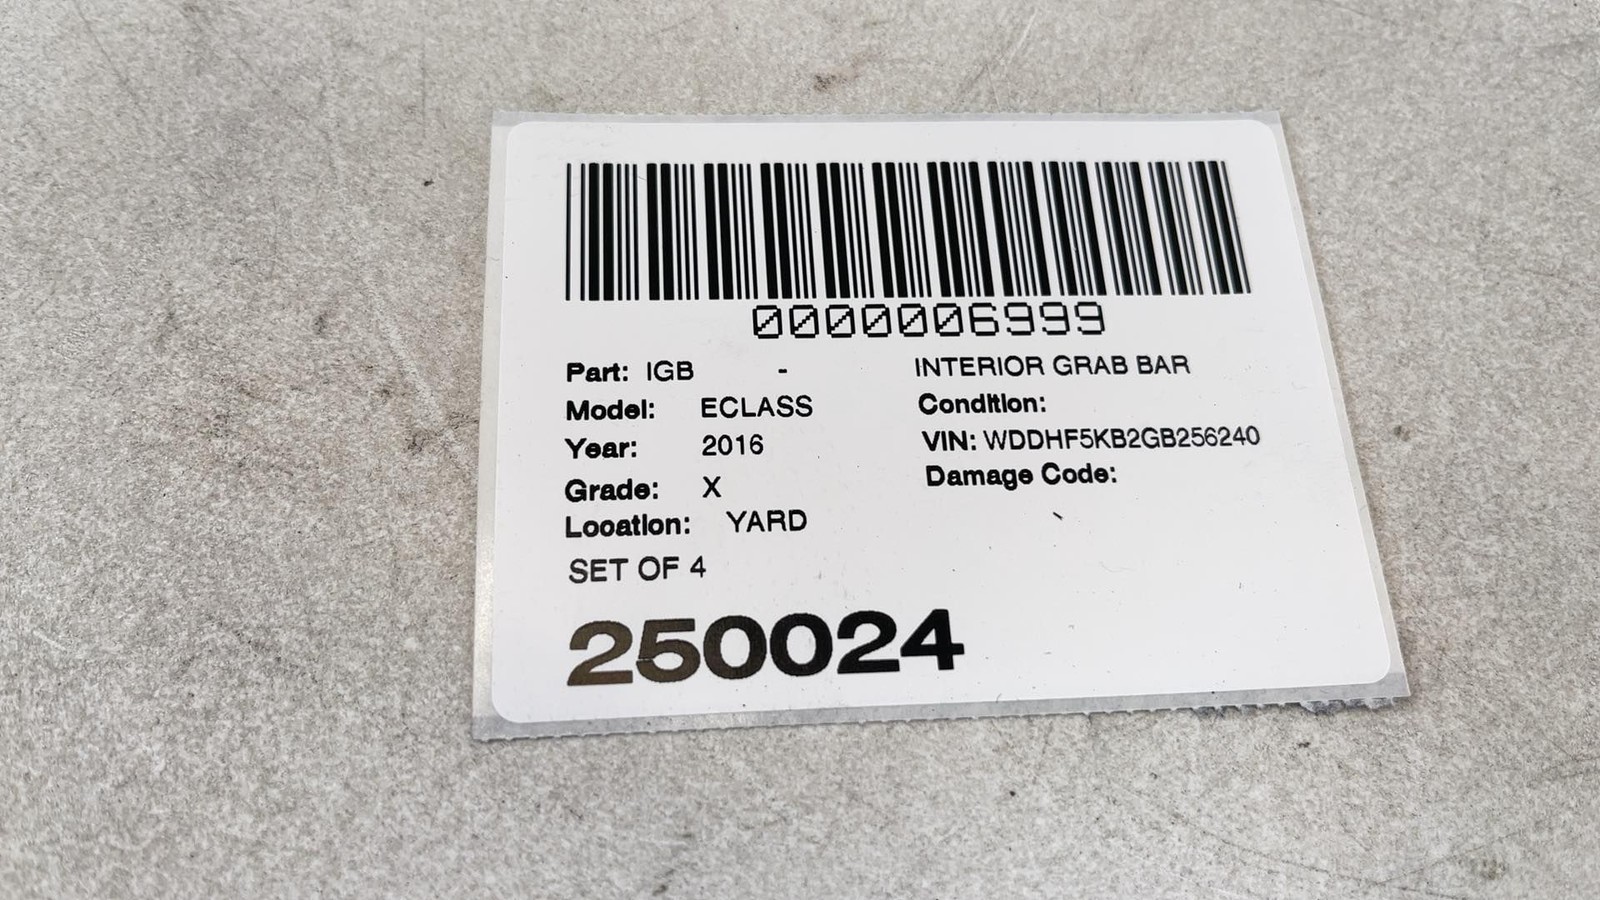 0000006999
Part: IGB - INTERIOR GRAB BAR
Model: ECLASS Condition:
Year: 2016 VIN: WDDHF5KB2GB256240
Grade: X Damage Code:
Location: YARD
SET OF 4
250024